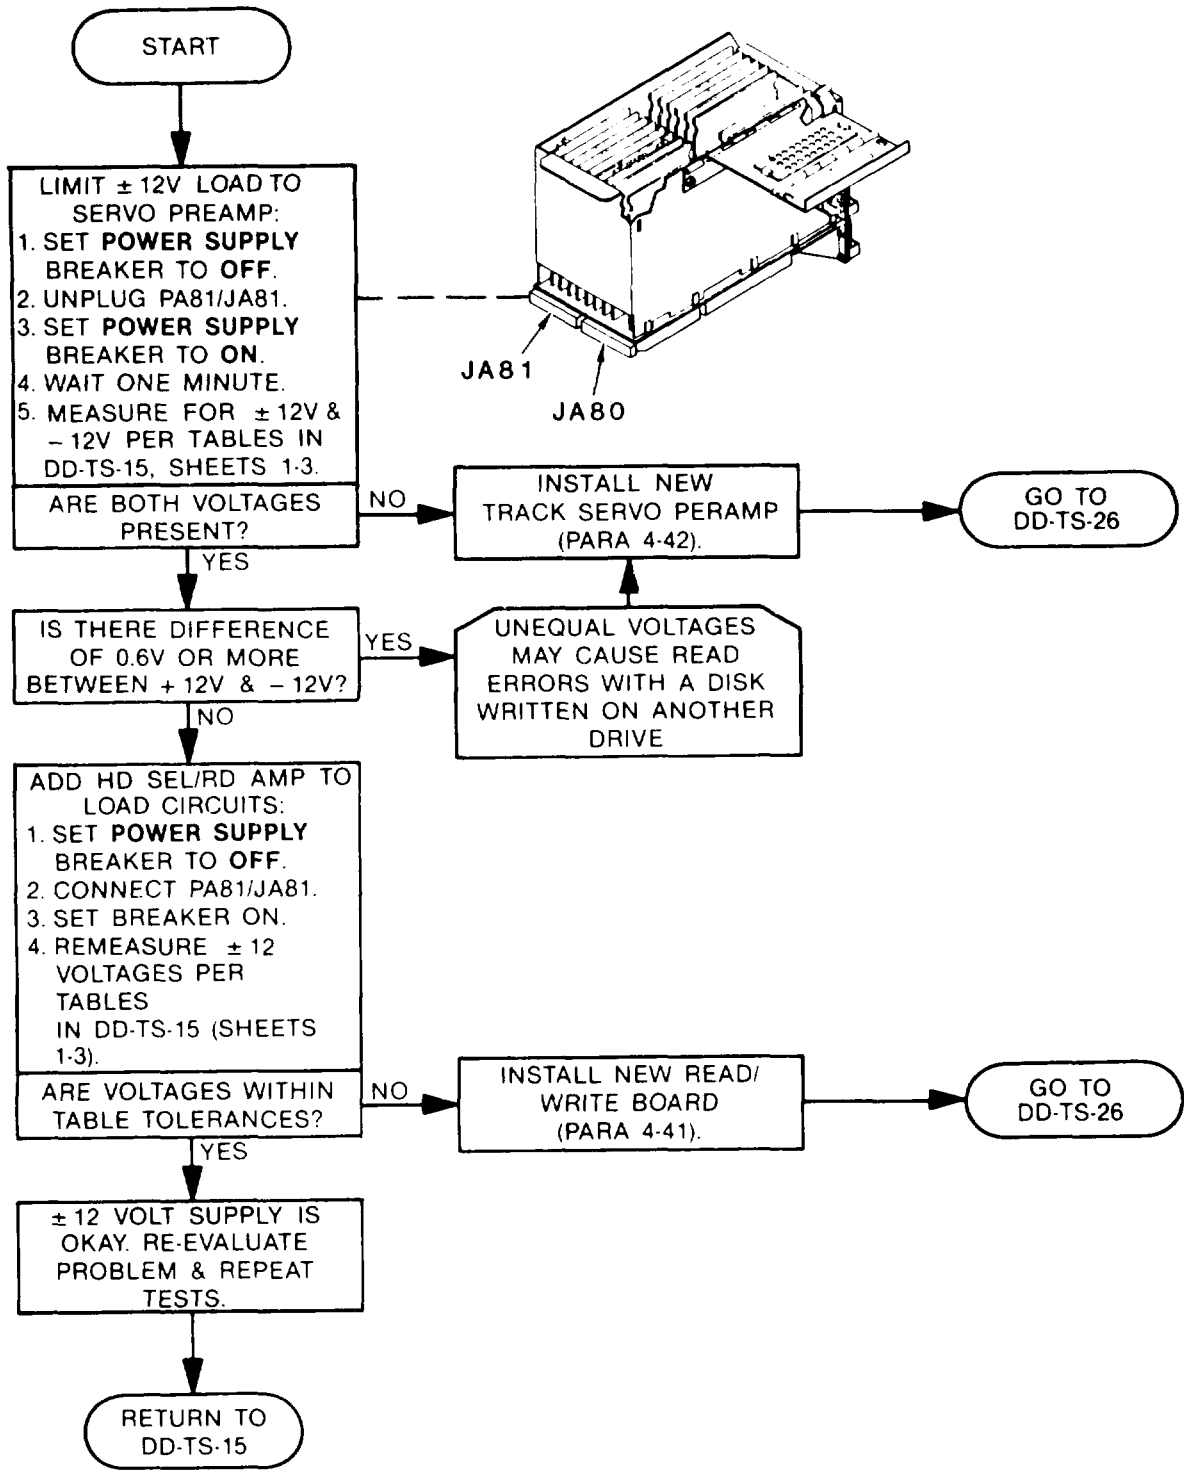 START
LIMIT ± 12V LOAD TO
SERVO PREAMP:
1. SET POWER SUPPLY
BREAKER TO OFF.
2. UNPLUG PA81/JA81.
3. SET POWER SUPPLY
BREAKER TO ON.
4. WAIT ONE MINUTE.
5. MEASURE FOR ± 12V &
– 12V PER TABLES IN
DD-TS-15, SHEETS 1-3.
JA81
JA80
ARE BOTH VOLTAGES
PRESENT?
NO
INSTALL NEW
TRACK SERVO PERAMP
(PARA 4-42).
GO TO
DD-TS-26
YES
IS THERE DIFFERENCE
OF 0.6V OR MORE
BETWEEN + 12V & – 12V?
YES
UNEQUAL VOLTAGES
MAY CAUSE READ
ERRORS WITH A DISK
WRITTEN ON ANOTHER
DRIVE
NO
ADD HD SEL/RD AMP TO
LOAD CIRCUITS:
1. SET POWER SUPPLY
BREAKER TO OFF.
2. CONNECT PA81/JA81.
3. SET BREAKER ON.
4. REMEASURE ± 12
VOLTAGES PER
TABLES
IN DD-TS-15 (SHEETS
1-3).
ARE VOLTAGES WITHIN
TABLE TOLERANCES?
NO
INSTALL NEW READ/
WRITE BOARD
(PARA 4-41).
GO TO
DD-TS-26
YES
± 12 VOLT SUPPLY IS
OKAY. RE-EVALUATE
PROBLEM & REPEAT
TESTS.
RETURN TO
DD-TS-15